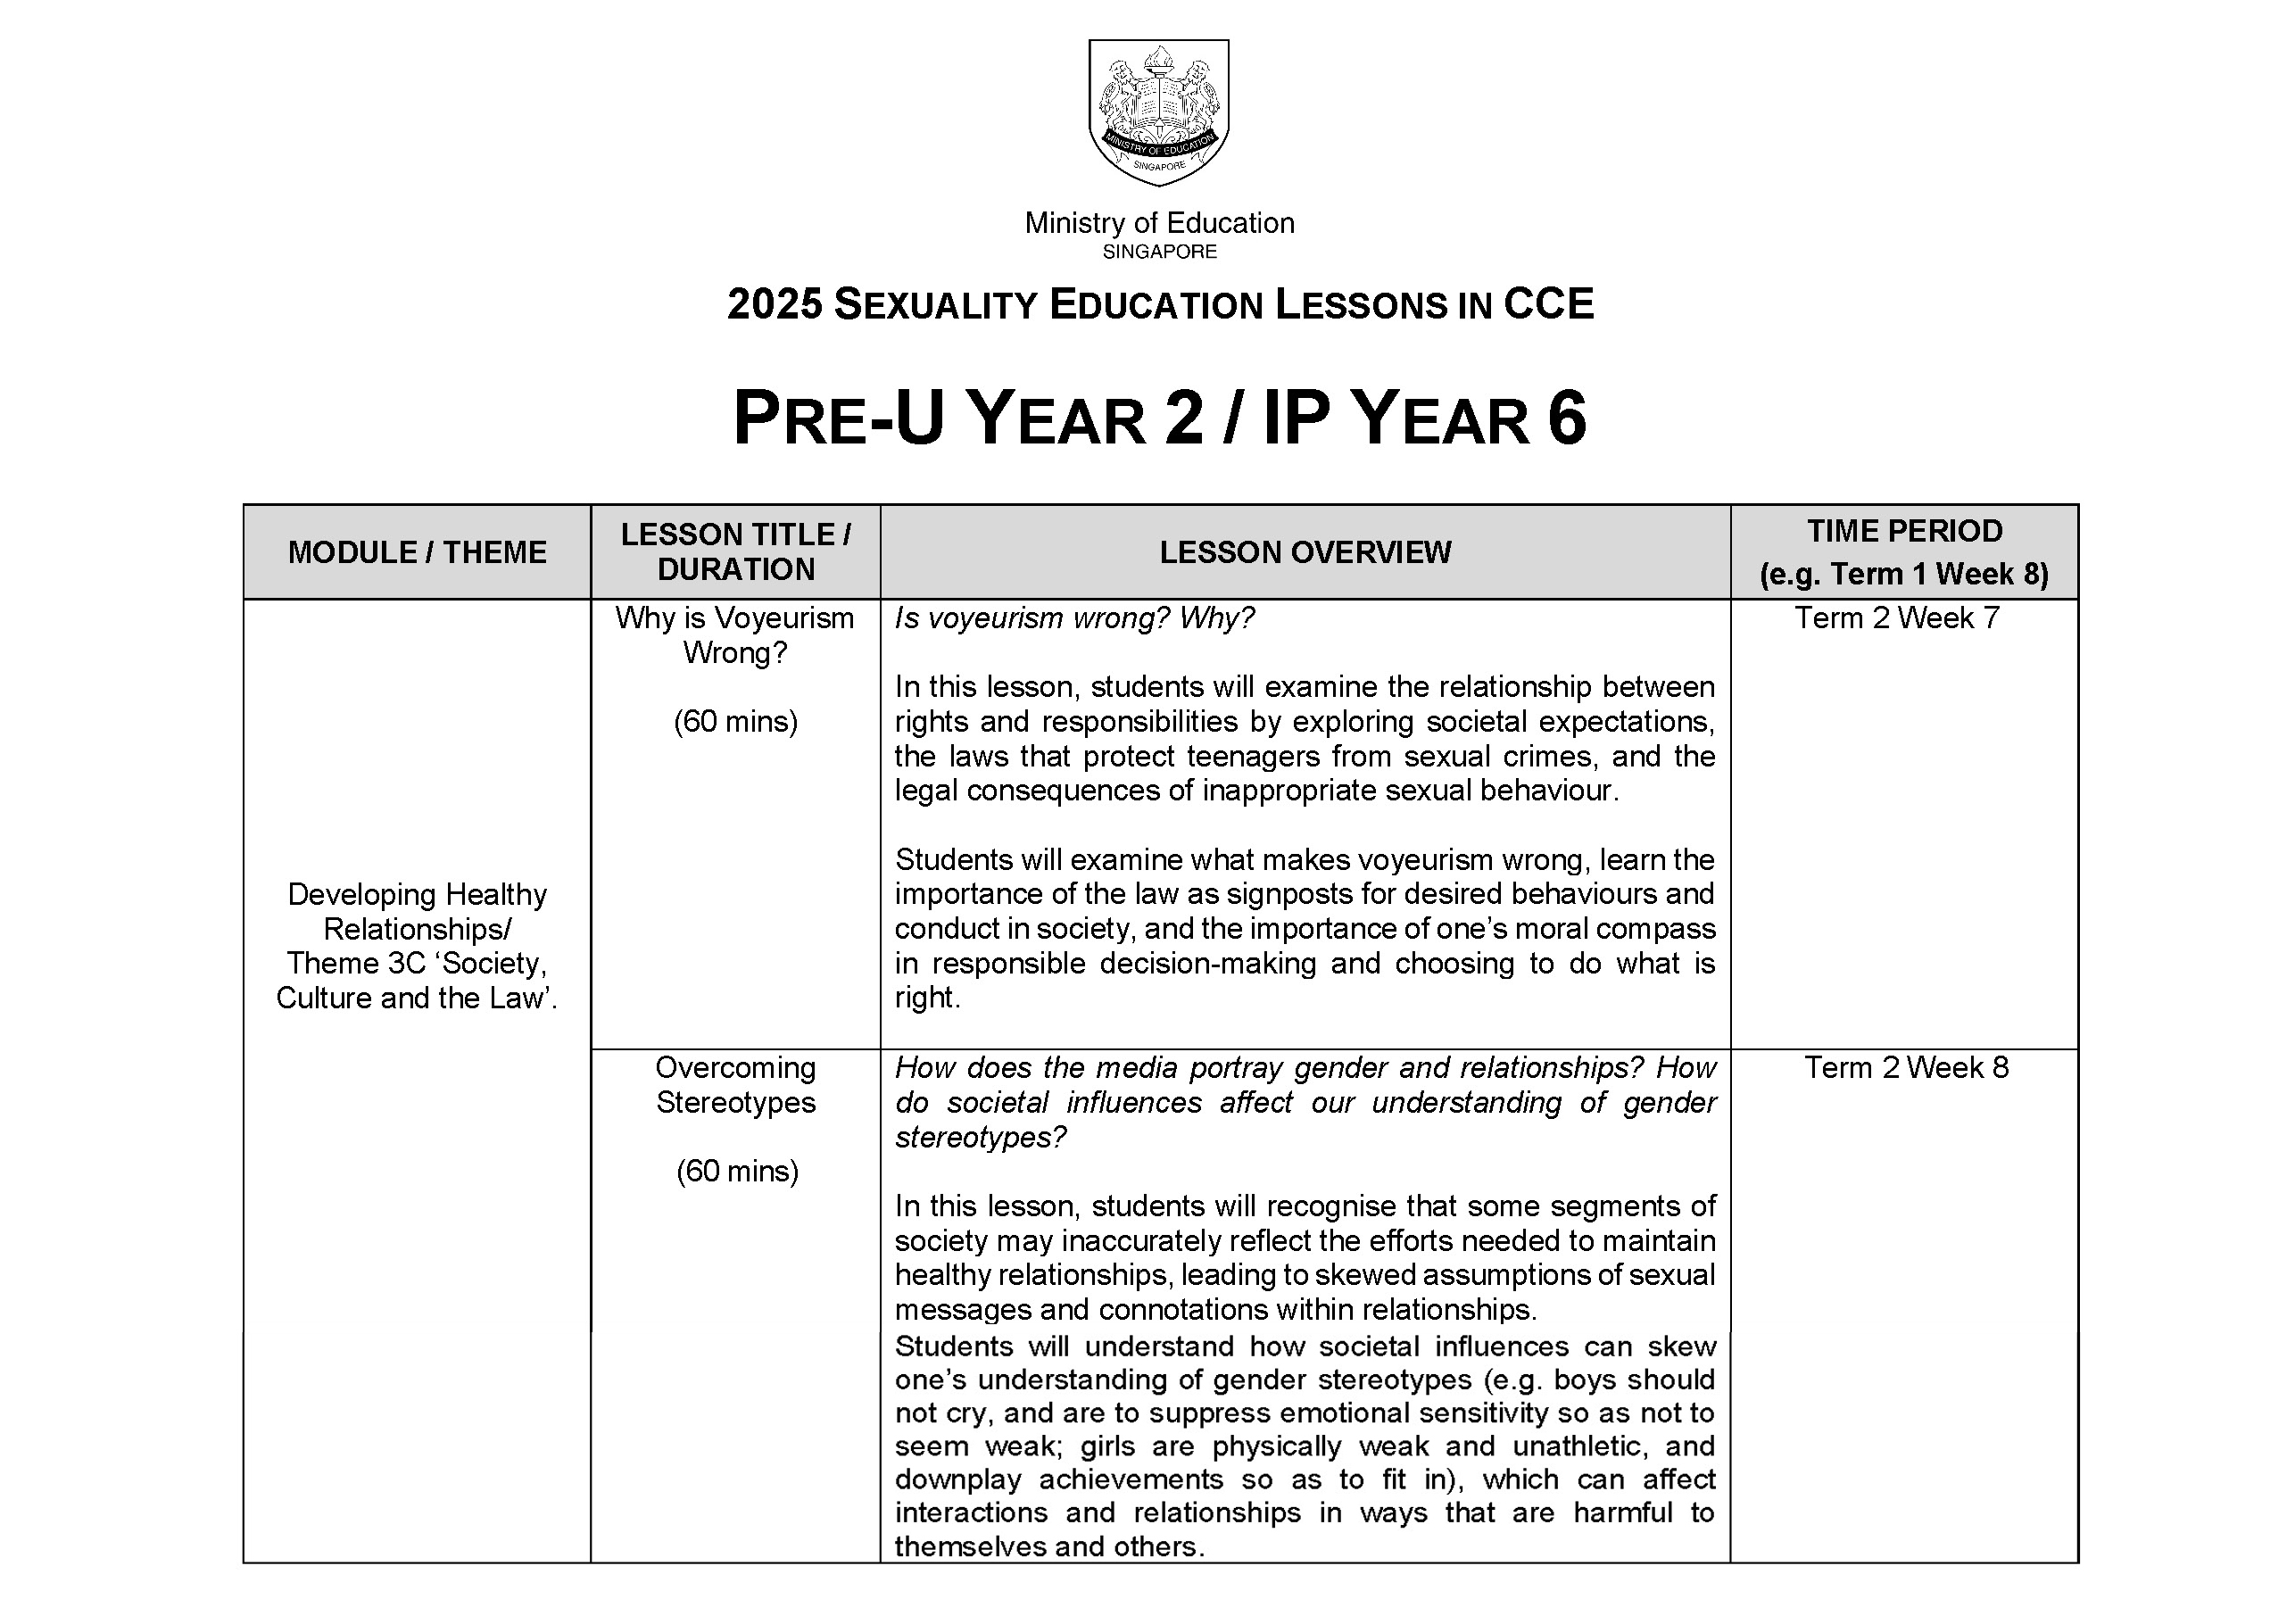 MINISTRY OF EDUCATION
SINGAPORE
Ministry of Education
SINGAPORE
2025 SEXUALITY EDUCATION LESSONS IN CCE
PRE-U YEAR 2 / IP YEAR 6
MODULE / THEME
LESSON TITLE /
DURATION
LESSON OVERVIEW
TIME PERIOD
(e.g. Term 1 Week 8)
Developing Healthy
Relationships/
Theme 3C ‘Society,
Culture and the Law’.
Why is Voyeurism
Wrong?
(60 mins)
Is voyeurism wrong? Why?
In this lesson, students will examine the relationship between
rights and responsibilities by exploring societal expectations,
the laws that protect teenagers from sexual crimes, and the
legal consequences of inappropriate sexual behaviour.
Students will examine what makes voyeurism wrong, learn the
importance of the law as signposts for desired behaviours and
conduct in society, and the importance of one’s moral compass
in responsible decision-making and choosing to do what is
right.
Term 2 Week 7
Overcoming
Stereotypes
(60 mins)
How does the media portray gender and relationships? How
do societal influences affect our understanding of gender
stereotypes?
In this lesson, students will recognise that some segments of
society may inaccurately reflect the efforts needed to maintain
healthy relationships, leading to skewed assumptions of sexual
messages and connotations within relationships.
Students will understand how societal influences can skew
one’s understanding of gender stereotypes (e.g. boys should
not cry, and are to suppress emotional sensitivity so as not to
seem weak; girls are physically weak and unathletic, and
downplay achievements so as to fit in), which can affect
interactions and relationships in ways that are harmful to
themselves and others.
Term 2 Week 8